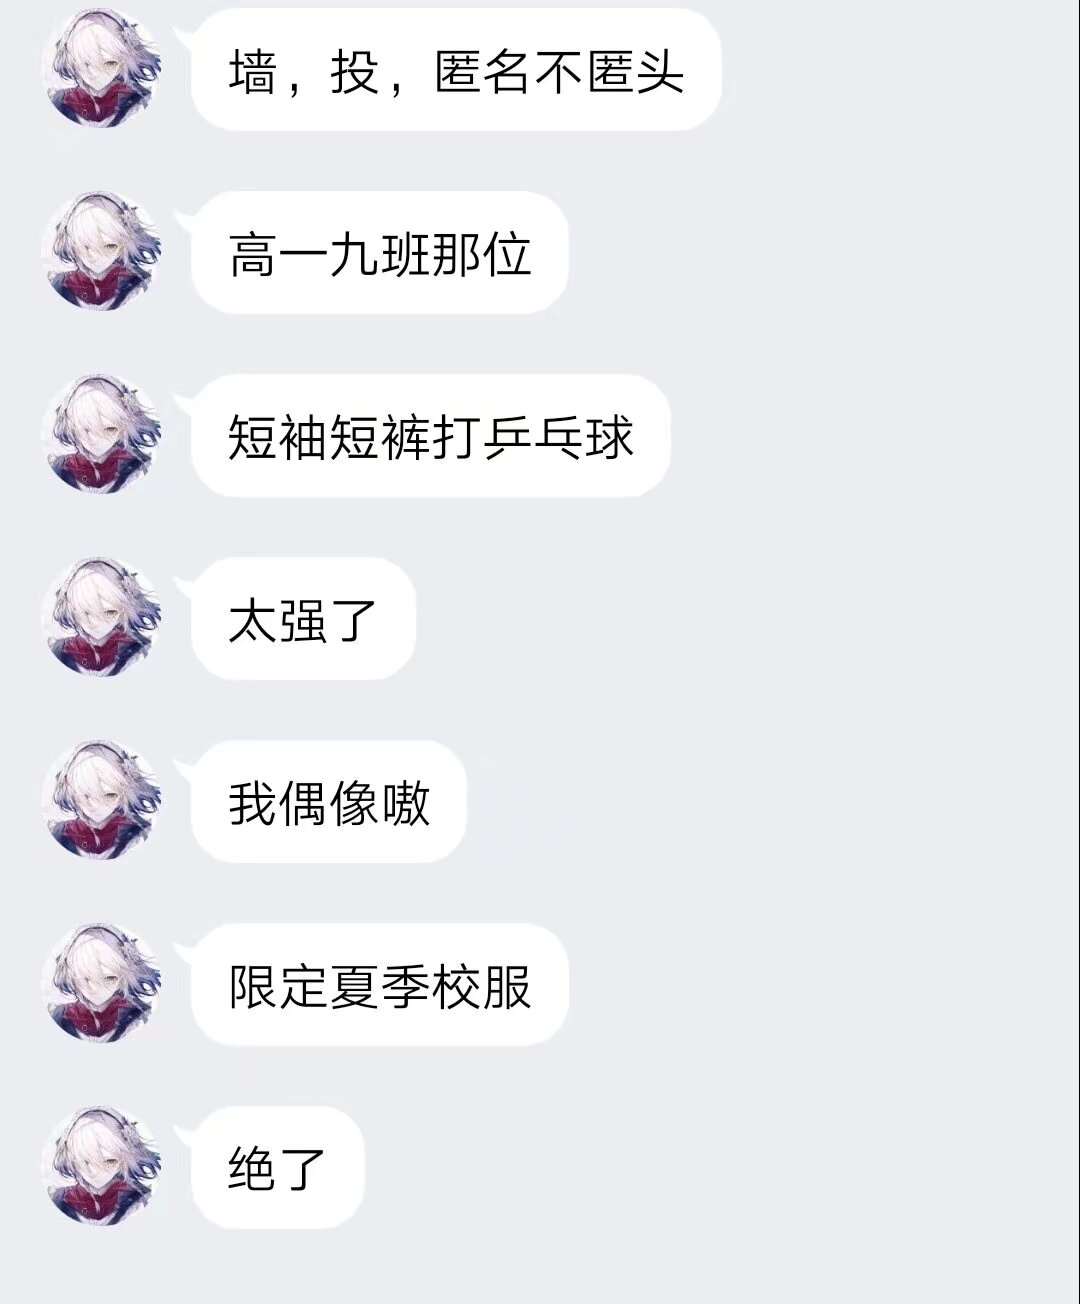 墙，投，匿名不匿头
高一九班那位
短袖短裤打乒乓球
太强了
我偶像嗷
限定夏季校服
绝了